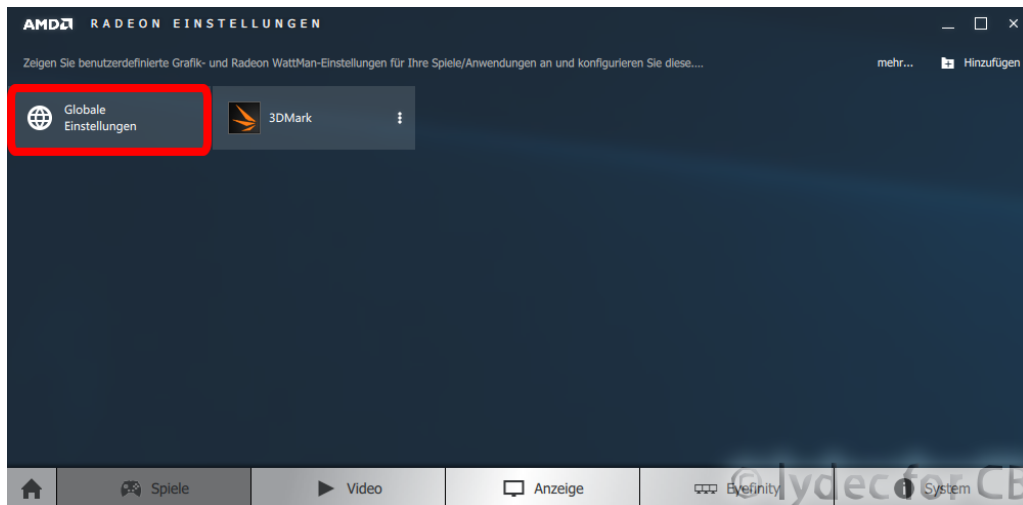 AMD RADEON EINSTELLUNGEN
Zeigen Sie benutzerdefinierte Grafik- und Radeon WattMan-Einstellungen für Ihre Spiele/Anwendungen an und konfigurieren Sie diese.... mehr... Hinzufügen
Globale
Einstellungen
3DMark
Spiele Video Anzeige Eyefinity System
© lydec for CB